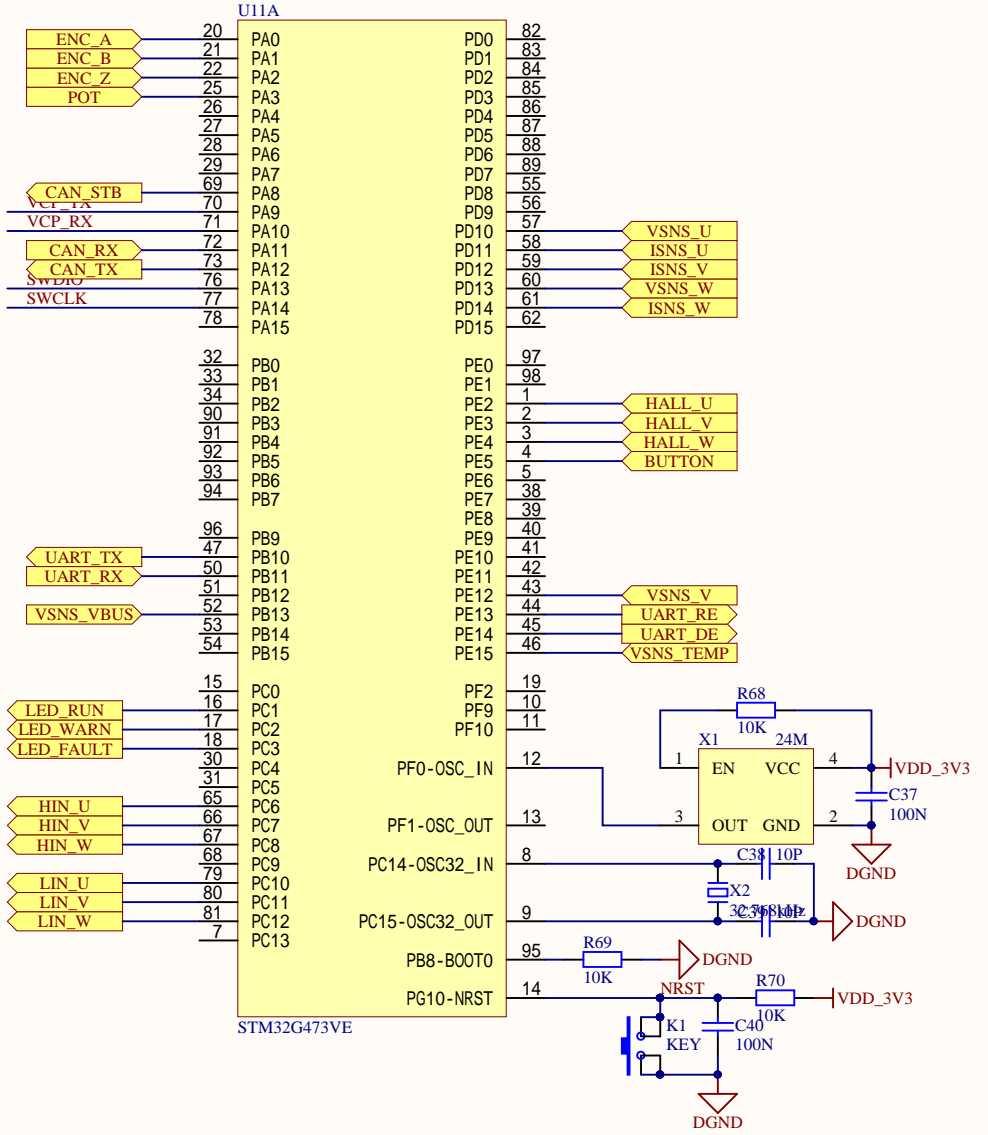 U11A
ENC_A 20 PA0 PD0 82
ENC_B 21 PA1 PD1 83
ENC_Z 22 PA2 PD2 84
POT 25 PA3 PD3 85
26 PA4 PD4 86
27 PA5 PD5 87
28 PA6 PD6 88
29 PA7 PD7 89
CAN_STB 69 PA8 PD8 55
VCP_TX 70 PA9 PD9 56
VCP_RX 71 PA10 PD10 57 VSNS_U
CAN_RX 72 PA11 PD11 58 ISNS_U
CAN_TX 73 PA12 PD12 59 ISNS_V
SWDIO 76 PA13 PD13 60 VSNS_W
SWCLK 77 PA14 PD14 61 ISNS_W
78 PA15 PD15 62
32 PB0 PE0 97
33 PB1 PE1 98
34 PB2 PE2 1 HALL_U
90 PB3 PE3 2 HALL_V
91 PB4 PE4 3 HALL_W
92 PB5 PE5 4 BUTTON
93 PB6 PE6 5
94 PB7 PE7 38
PE8 39
96 PB9 PE9 40
UART_TX 47 PB10 PE10 41
UART_RX 50 PB11 PE11 42
51 PB12 PE12 43 VSNS_V
VSNS_VBUS 52 PB13 PE13 44 UART_RE
53 PB14 PE14 45 UART_DE
54 PB15 PE15 46 VSNS_TEMP
15 PC0 PF2 19
LED_RUN 16 PC1 PF9 10
LED_WARN 17 PC2 PF10 11
LED_FAULT 18 PC3
30 PC4 PF0-OSC_IN 12
31 PC5
HIN_U 65 PC6
HIN_V 66 PC7 PF1-OSC_OUT 13
HIN_W 67 PC8
68 PC9 PC14-OSC32_IN 8
LIN_U 79 PC10
LIN_V 80 PC11
LIN_W 81 PC12 PC15-OSC32_OUT 9
7 PC13
PB8-BOOT0 95
PG10-NRST 14
STM32G473VE
R68
10K
X1 24M
1 EN VCC 4
VDD_3V3
C37
100N
3 OUT GND 2
DGND
C38 10P
X2
32.768kHz
C39 10P
DGND
R69
10K
DGND
NRST
R70
10K
VDD_3V3
K1
KEY
C40
100N
DGND